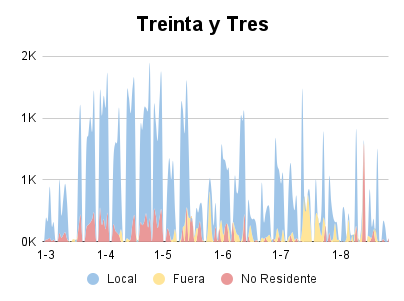 Treinta y Tres
2K
1K
1K
0K
1-3 1-4 1-5 1-6 1-7 1-8
Local Fuera No Residente